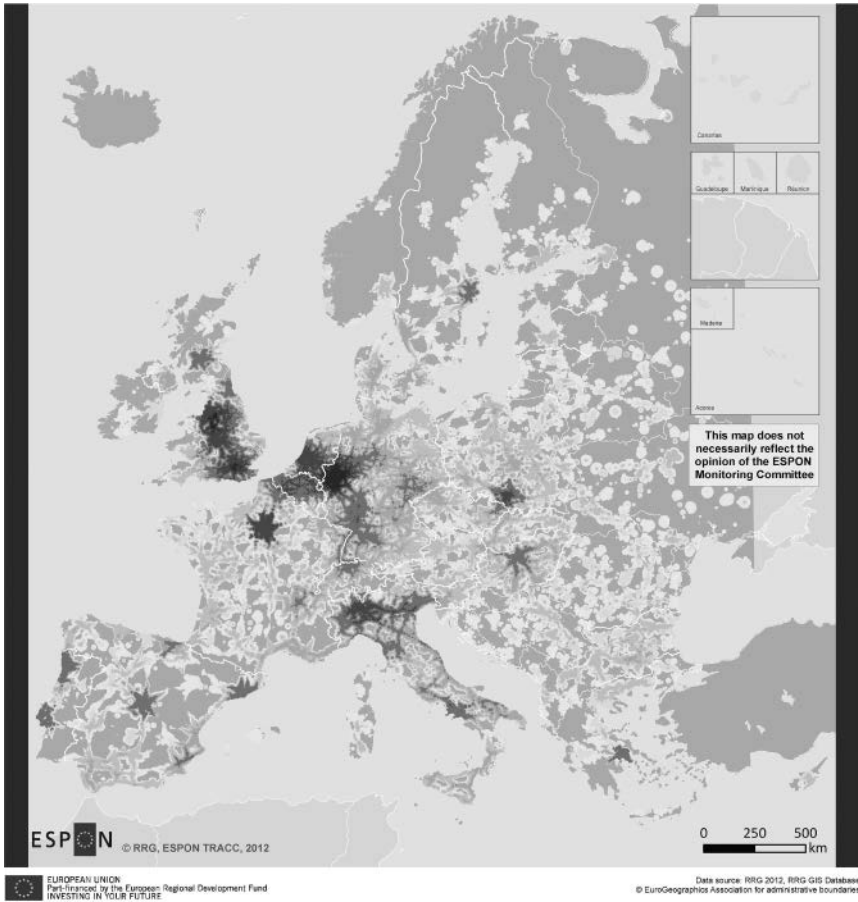 Canarias
Guadeloupe Martinique Réunion
Madeira
Acores
This map does not
necessarily reflect the
opinion of the ESPON
Monitoring Committee
ESPON © RRG, ESPON TRACC, 2012
0 250 500
km
EUROPEAN UNION
Part-financed by the European Regional Development Fund
INVESTING IN YOUR FUTURE
Data source: RRG 2012, RRG GIS Database
© EuroGeographics Association for administrative boundaries